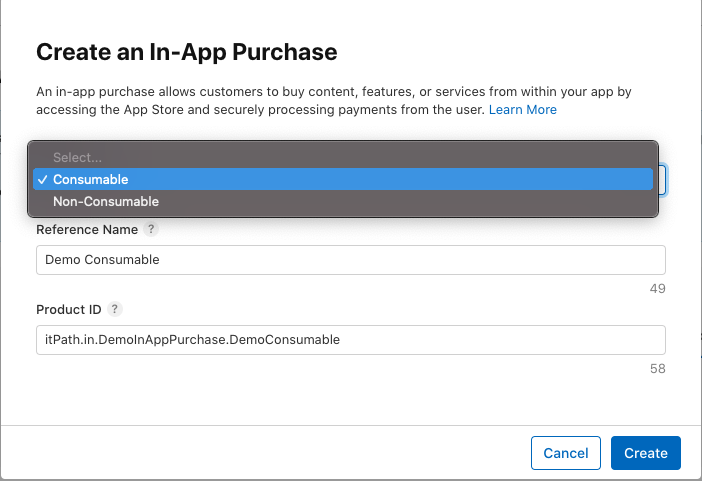 Create an In-App Purchase
An in-app purchase allows customers to buy content, features, or services from within your app by
accessing the App Store and securely processing payments from the user. Learn More
Select...
✓ Consumable
Non-Consumable
Reference Name ?
Demo Consumable
49
Product ID ?
itPath.in.DemoInAppPurchase.DemoConsumable
58
Cancel Create